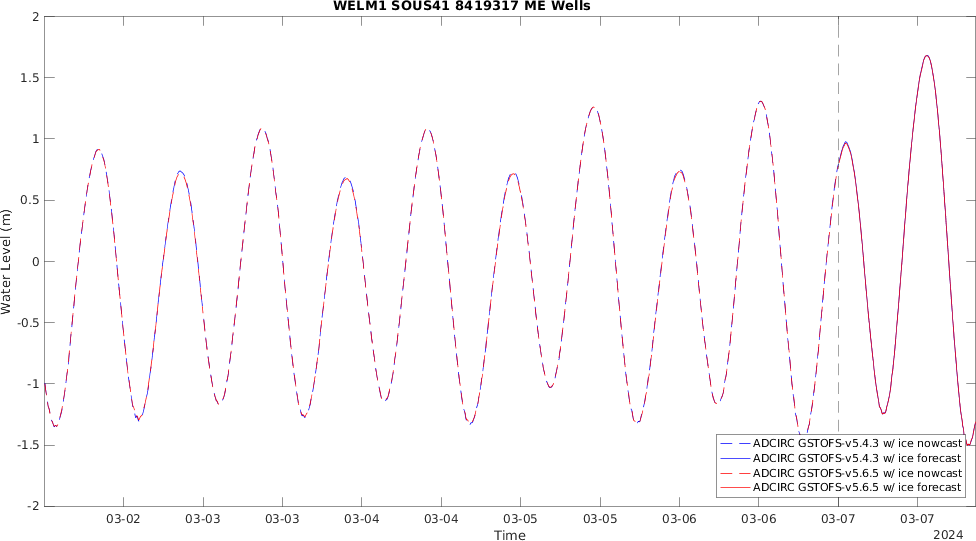 WELM1 SOUS41 8419317 ME Wells
2
1.5
1
0.5
0
-0.5
-1
-1.5
-2
Water Level (m)
03-02 03-03 03-03 03-04 03-04 03-05 03-05 03-06 03-06 03-07 03-07
Time
2024
ADCIRC GSTOFS-v5.4.3 w/ ice nowcast
ADCIRC GSTOFS-v5.4.3 w/ ice forecast
ADCIRC GSTOFS-v5.6.5 w/ ice nowcast
ADCIRC GSTOFS-v5.6.5 w/ ice forecast